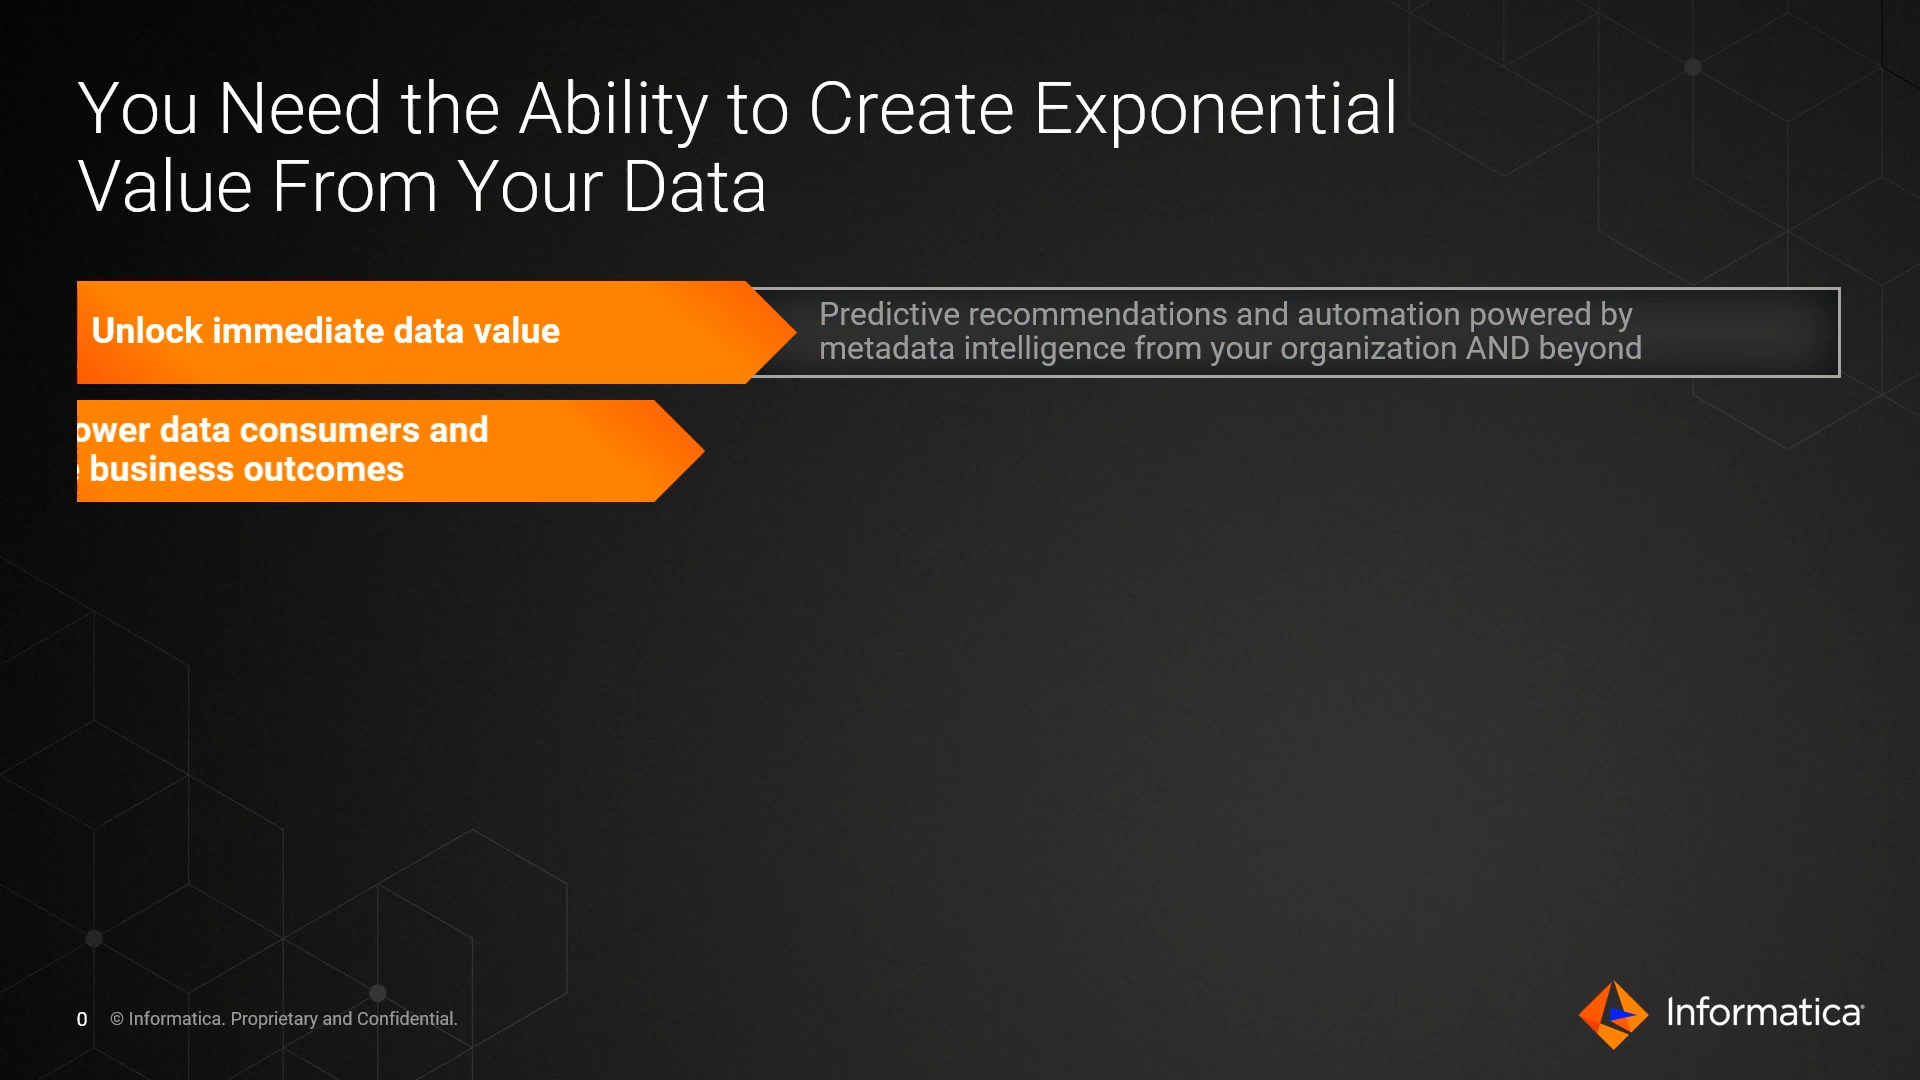 You Need the Ability to Create Exponential
Value From Your Data
Unlock immediate data value
Predictive recommendations and automation powered by
metadata intelligence from your organization AND beyond
ower data consumers and
business outcomes
0 © Informatica. Proprietary and Confidential.
Informatica